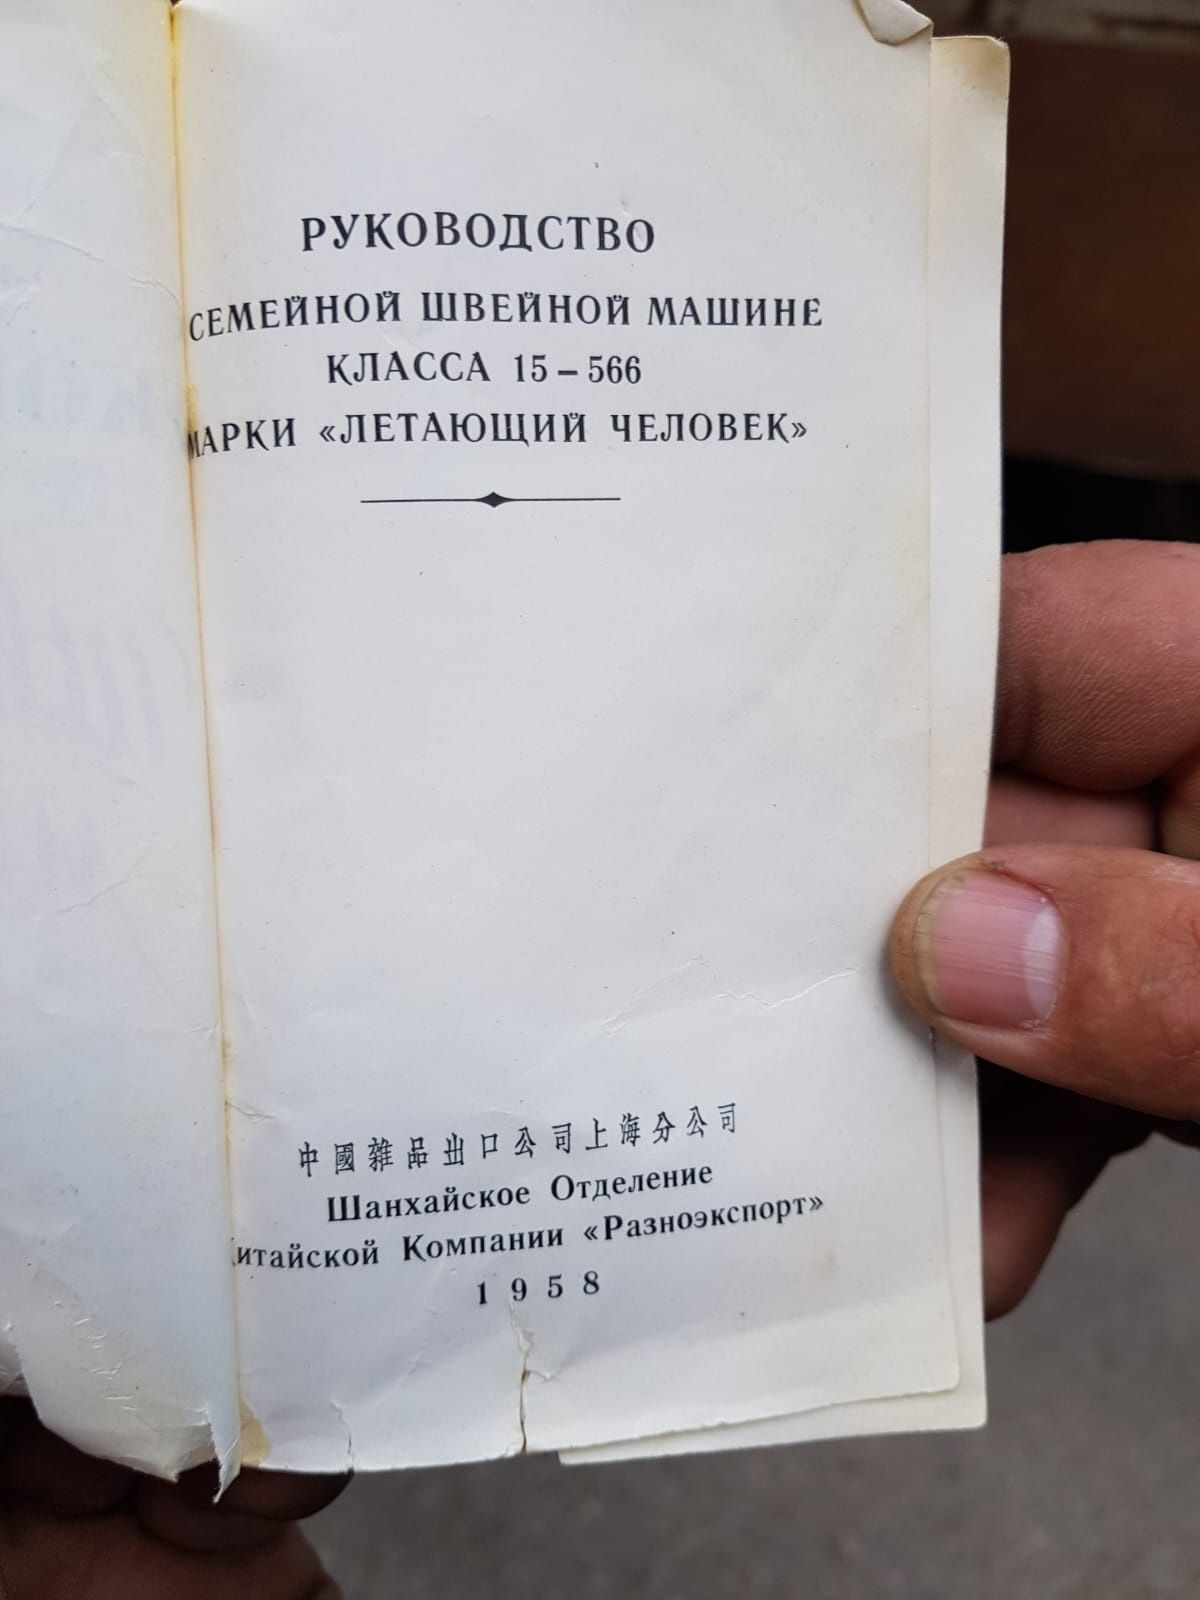 РУКОВОДСТВО
СЕМЕЙНОЙ ШВЕЙНОЙ МАШИНЕ
КЛАССА 15-566
МАРКИ «ЛЕТАЮЩИЙ ЧЕЛОВЕК»
中國雜品出口公司上海分公司
Шанхайское Отделение
Китайской Компании «Разноэкспорт»
1958